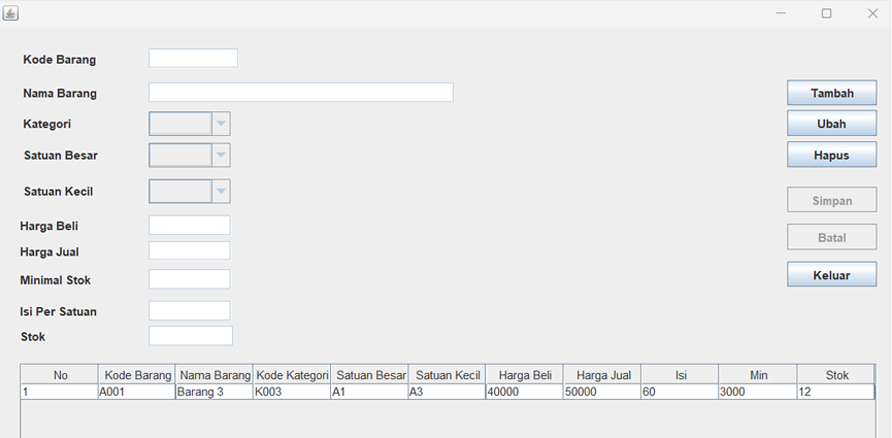 Kode Barang
Nama Barang
Tambah
Kategori
Ubah
Satuan Besar
Hapus
Satuan Kecil
Simpan
Harga Beli
Batal
Harga Jual
Minimal Stok
Keluar
Isi Per Satuan
Stok
No Kode Barang Nama Barang Kode Kategori Satuan Besar Satuan Kecil Harga Beli Harga Jual Isi Min Stok
1 A001 Barang 3 K003 A1 A3 40000 50000 60 3000 12